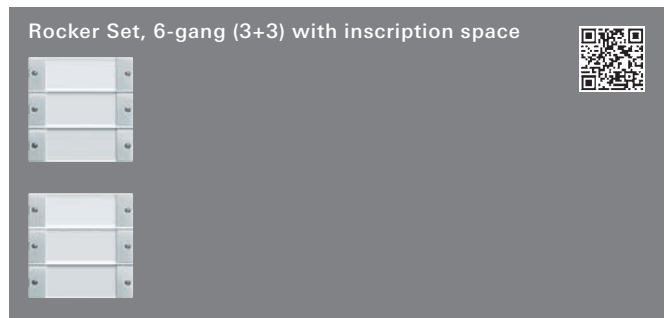 Rocker Set, 6-gang (3+3) with inscription space